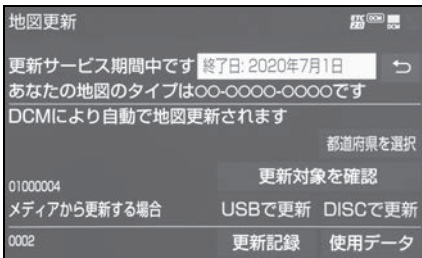 地図更新
更新サービス期間中です 終了日: 2020年7月1日
あなたの地図のタイプは○○-○○○○-○○○です
DCMにより自動で地図更新されます
都道府県を選択
更新対象を確認
01000004
メディアから更新する場合 USBで更新 DISCで更新
0002 更新記録 使用データ